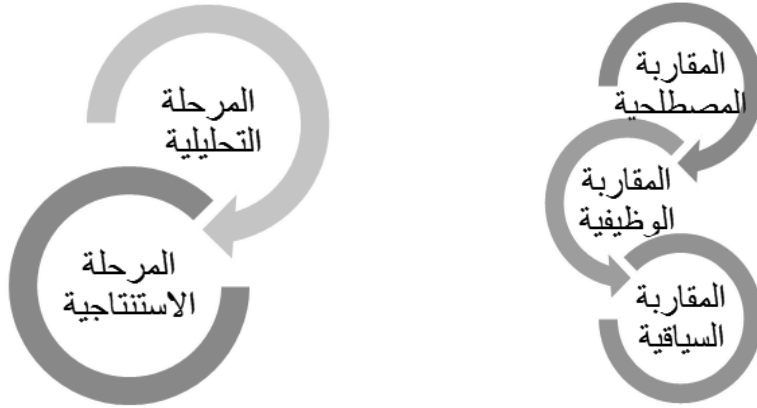 المقاربة
المصطلحية
المقاربة
الوظيفية
المقاربة
السياقية
المرحلة
التحليلية
المرحلة
الاستنتاجية